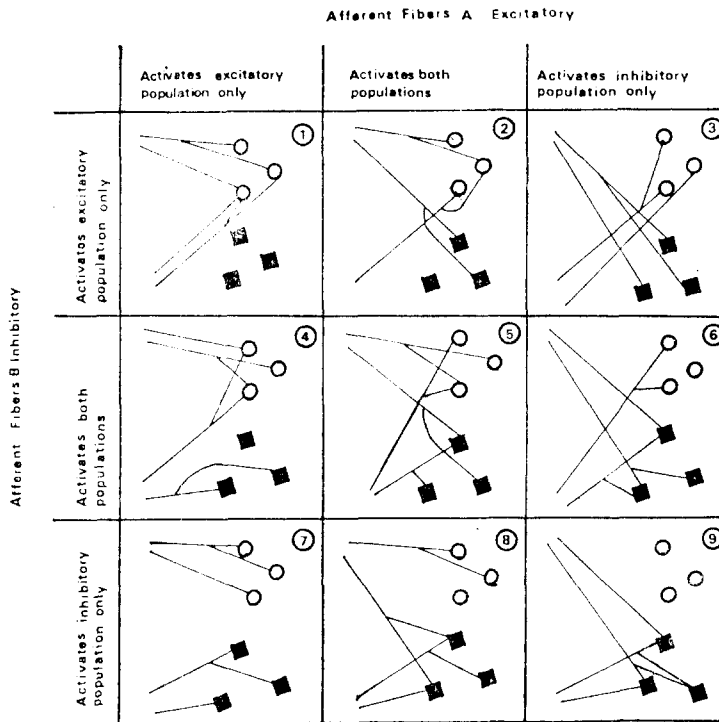 Afferent Fibers A Excitatory
Activates excitatory
population only
Activates both
populations
Activates inhibitory
population only
Afferent Fibers B Inhibitory
Activates excitatory
population only
1
2
3
Activates both
populations
4
5
6
Activates inhibitory
population only
7
8
9